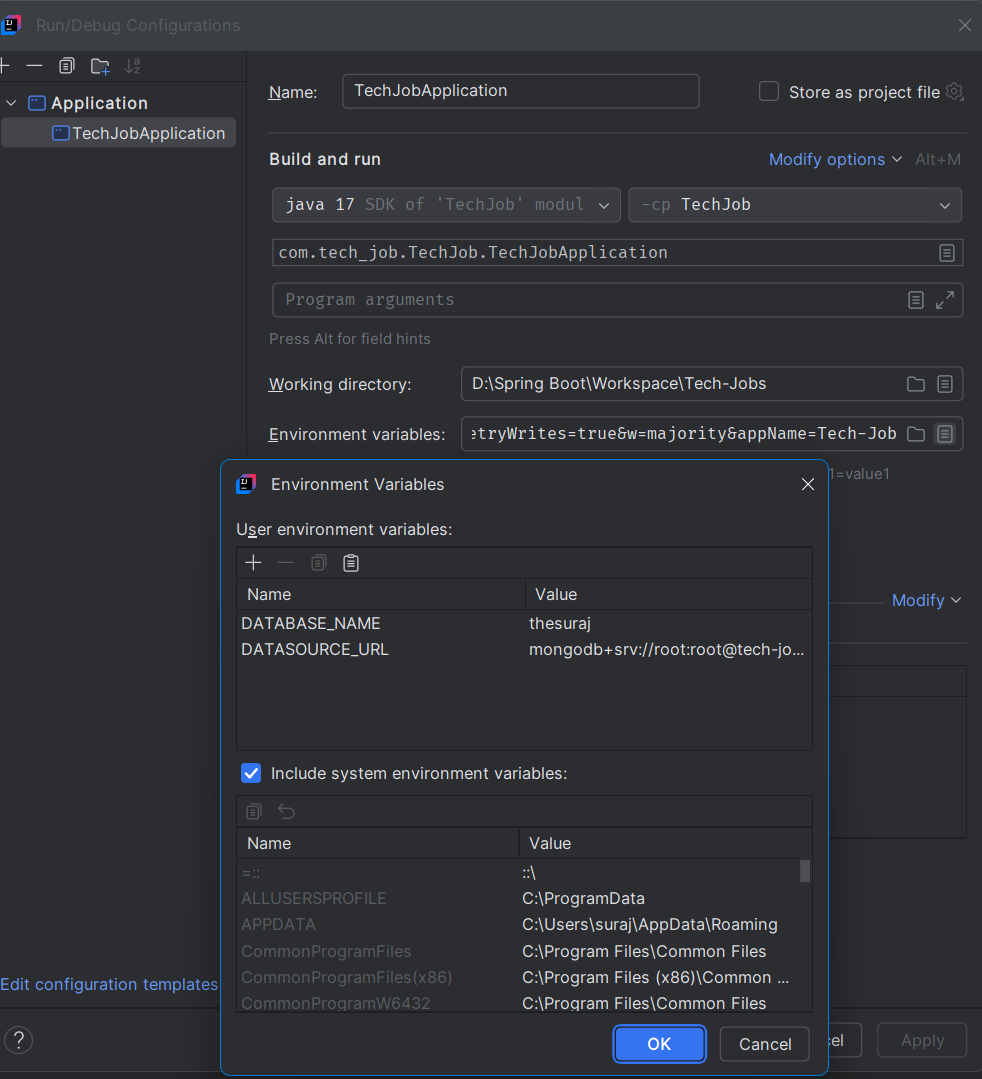 Run/Debug Configurations
Application
TechJobApplication
Name: TechJobApplication Store as project file
Build and run Modify options Alt+M
java 17 SDK of 'TechJob' modul -cp TechJob
com.tech_job.TechJob.TechJobApplication
Program arguments
Press Alt for field hints
Working directory: D:\Spring Boot\Workspace\Tech-Jobs
Environment variables: etryWrites=true&w=majority&appName=Tech-Job
1=value1
Modify
Edit configuration templates
?
Environment Variables
User environment variables:
Name Value
DATABASE_NAME thesuraj
DATASOURCE_URL mongodb+srv://root:root@tech-jo...
Include system environment variables:
Name Value
=:: ::\
ALLUSERSPROFILE C:\ProgramData
APPDATA C:\Users\suraj\AppData\Roaming
CommonProgramFiles C:\Program Files\Common Files
CommonProgramFiles(x86) C:\Program Files (x86)\Common ...
CommonProgramW6432 C:\Program Files\Common Files
OK Cancel
cel Apply